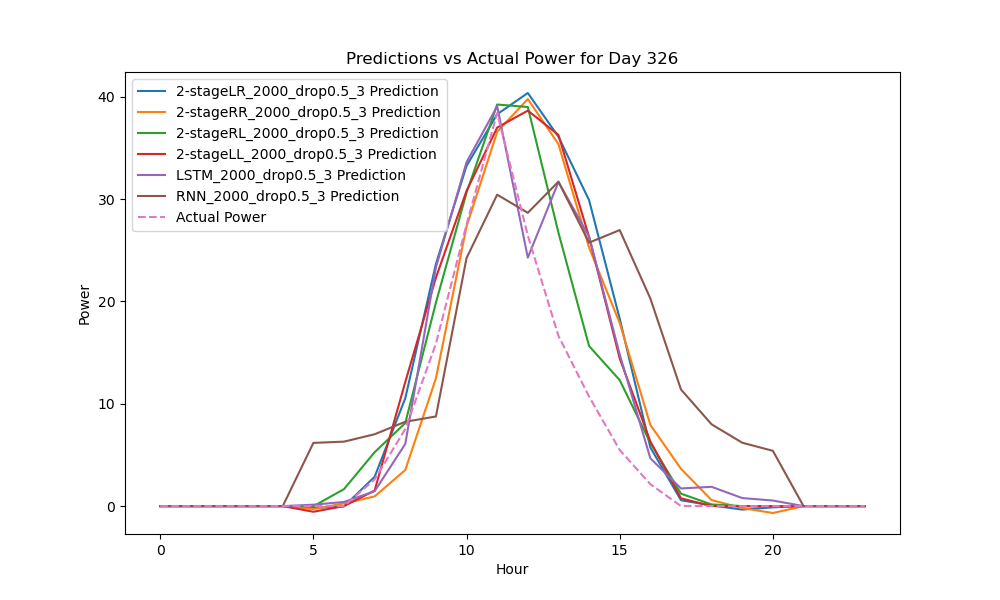 Predictions vs Actual Power for Day 326
2-stageLR_2000_drop0.5_3 Prediction
2-stageRR_2000_drop0.5_3 Prediction
2-stageRL_2000_drop0.5_3 Prediction
2-stageLL_2000_drop0.5_3 Prediction
LSTM_2000_drop0.5_3 Prediction
RNN_2000_drop0.5_3 Prediction
Actual Power
40
30
20
10
0
Power
0 5 10 15 20
Hour